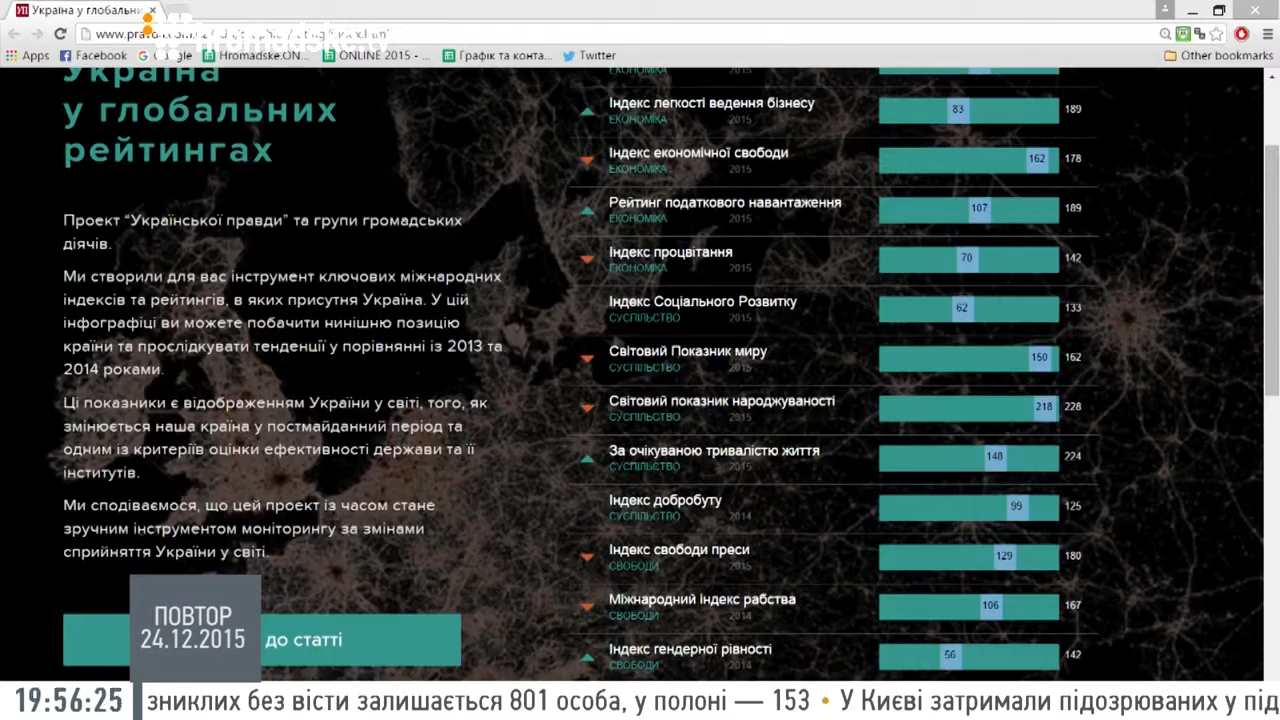 Україна у глобальни
Apps
Facebook
Google
Hromadske.ON...
ONLINE 2015 - ...
Графік та конта...
Twitter
Other bookmarks
hromadske.tv
Україна
у глобальних
рейтингах
Проект “Української правди” та групи громадських
діячів.
Ми створили для вас інструмент ключових міжнародних
індексів та рейтингів, в яких присутня Україна. У цій
інфографіці ви можете побачити нинішню позицію
країни та прослідкувати тенденції у порівнянні із 2013 та
2014 роками.
Ці показники є відображенням України у світі, того, як
змінюється наша країна у постмайданний період та
одним із критеріїв оцінки ефективності держави та її
інститутів.
Ми сподіваємося, що цей проект із часом стане
зручним інструментом моніторингу за змінами
сприйняття України у світі.
до статті
ПОВТОР
24.12.2015
ЕКОНОМІКА 2015
Індекс легкості ведення бізнесу 83 189
ЕКОНОМІКА 2015
Індекс економічної свободи 162 178
ЕКОНОМІКА 2015
Рейтинг податкового навантаження 107 189
ЕКОНОМІКА 2015
Індекс процвітання 70 142
ЕКОНОМІКА 2015
Індекс Соціального Розвитку 62 133
СУСПІЛЬСТВО 2015
Світовий Показник миру 150 162
СУСПІЛЬСТВО 2015
Світовий показник народжуваності 218 228
СУСПІЛЬСТВО 2015
За очікуваною тривалістю життя 148 224
СУСПІЛЬСТВО 2015
Індекс добробуту 99 125
СУСПІЛЬСТВО 2014
Індекс свободи преси 129 180
СВОБОДИ 2015
Міжнародний індекс рабства 106 167
СВОБОДИ 2014
Індекс гендерної рівності 56 142
СВОБОДИ 2014
19:56:25 зниклих без вісти залишається 801 особа, у полоні — 153 • У Києві затримали підозрюваних у під